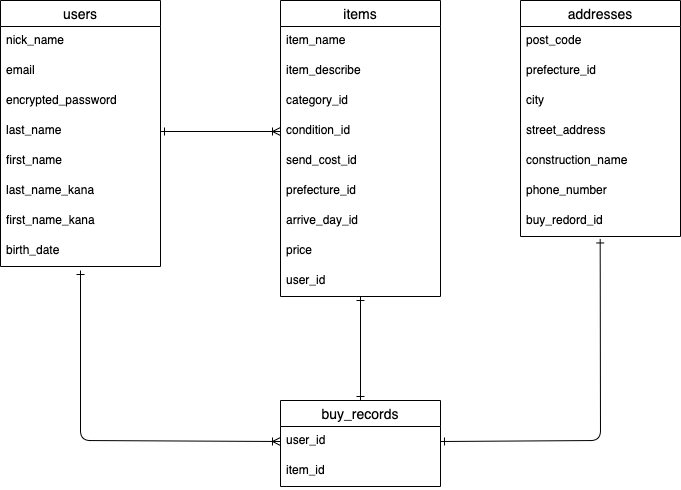 users
nick_name
email
encrypted_password
last_name
first_name
last_name_kana
first_name_kana
birth_date
items
item_name
item_describe
category_id
condition_id
send_cost_id
prefecture_id
arrive_day_id
price
user_id
addresses
post_code
prefecture_id
city
street_address
construction_name
phone_number
buy_redord_id
buy_records
user_id
item_id